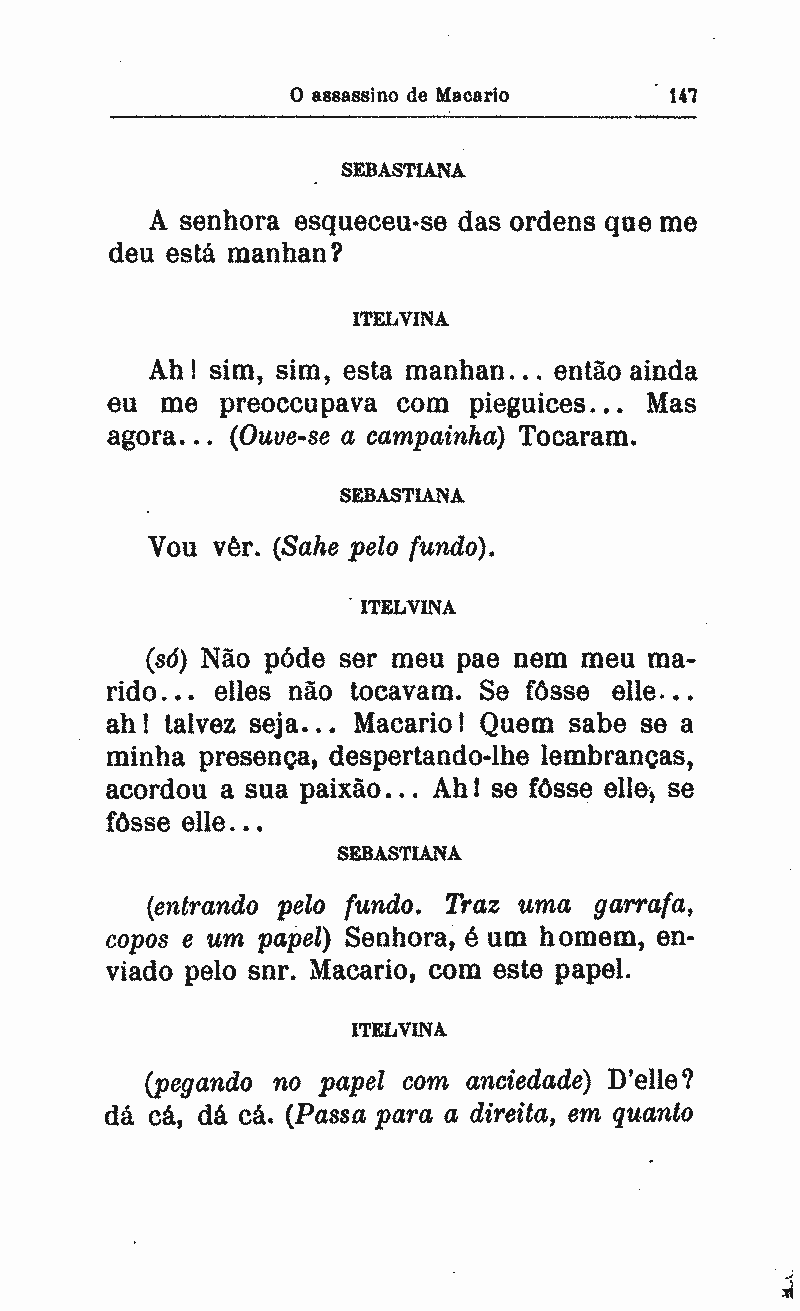 O assassino de Macario 147
SEBASTIANA
A senhora esqueceu-se das ordens que me
deu está manhan?
ITELVINA
Ah! sim, sim, esta manhan... então ainda
eu me preoccupava com pieguices... Mas
agora... (Ouve-se a campainha) Tocaram.
SEBASTIANA
Vou vêr. (Sahe pelo fundo).
ITELVINA
(só) Não póde ser meu pae nem meu ma-
rido... elles não tocavam. Se fôsse elle...
ah! talvez seja... Macario! Quem sabe se a
minha presença, despertando-lhe lembranças,
acordou a sua paixão... Ah! se fôsse elle, se
fôsse elle...
SEBASTIANA
(entrando pelo fundo. Traz uma garrafa,
copos e um papel) Senhora, é um homem, en-
viado pelo snr. Macario, com este papel.
ITELVINA
(pegando no papel com anciedade) D'elle?
dá cá, dá cá. (Passa para a direita, em quanto